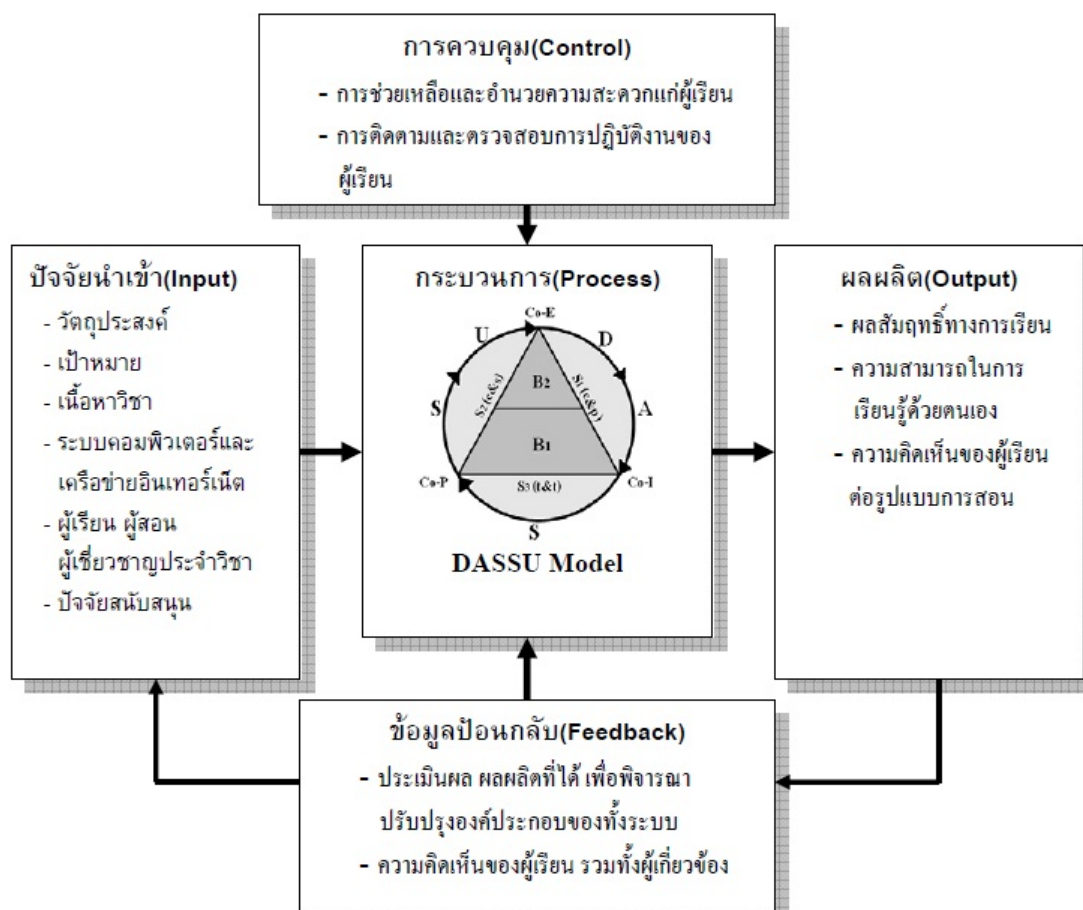 การควบคุม(Control)
- การช่วยเหลือและอำนวยความสะดวกแก่ผู้เรียน
- การติดตามและตรวจสอบการปฏิบัติงานของ
ผู้เรียน
ปัจจัยนำเข้า(Input)
- วัตถุประสงค์
- เป้าหมาย
- เนื้อหาวิชา
- ระบบคอมพิวเตอร์และ
เครือข่ายอินเทอร์เน็ต
- ผู้เรียน ผู้สอน
ผู้เชี่ยวชาญประจำวิชา
- ปัจจัยสนับสนุน
กระบวนการ(Process)
Co-E
U
D
S2 (c&s)
B2
S1 (c&p)
S
A
B1
Co-P
S3 (t&t)
Co-I
S
DASSU Model
ผลผลิต(Output)
- ผลสัมฤทธิ์ทางการเรียน
- ความสามารถในการ
เรียนรู้ด้วยตนเอง
- ความคิดเห็นของผู้เรียน
ต่อรูปแบบการสอน
ข้อมูลป้อนกลับ(Feedback)
- ประเมินผล ผลผลิตที่ได้ เพื่อพิจารณา
ปรับปรุงองค์ประกอบของทั้งระบบ
- ความคิดเห็นของผู้เรียน รวมทั้งผู้เกี่ยวข้อง